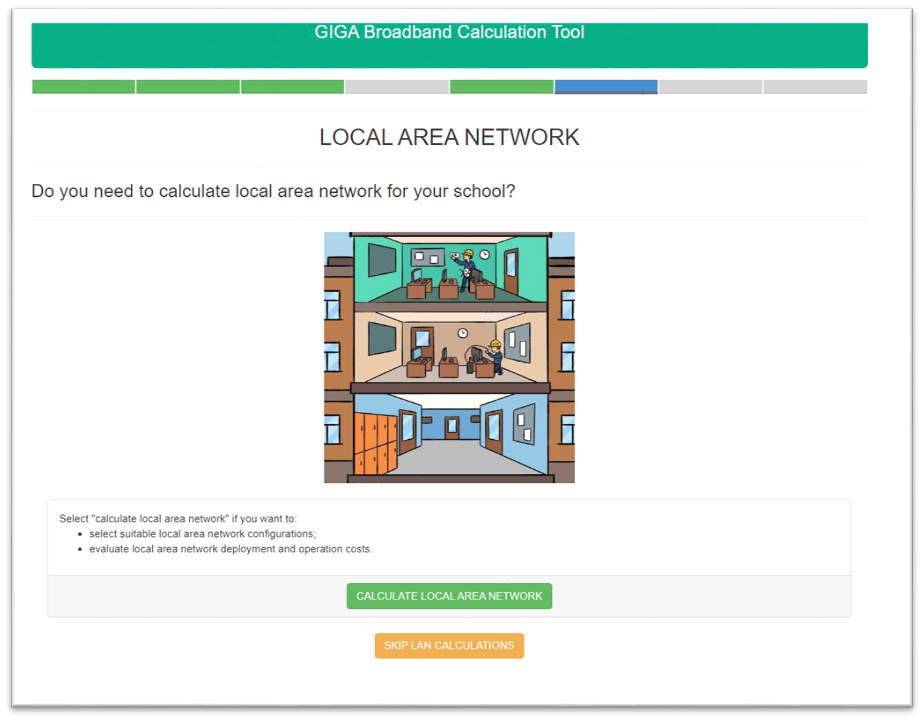 GIGA Broadband Calculation Tool
LOCAL AREA NETWORK
Do you need to calculate local area network for your school?
Select "calculate local area network" if you want to:
• select suitable local area network configurations;
• evaluate local area network deployment and operation costs.
CALCULATE LOCAL AREA NETWORK
SKIP LAN CALCULATIONS